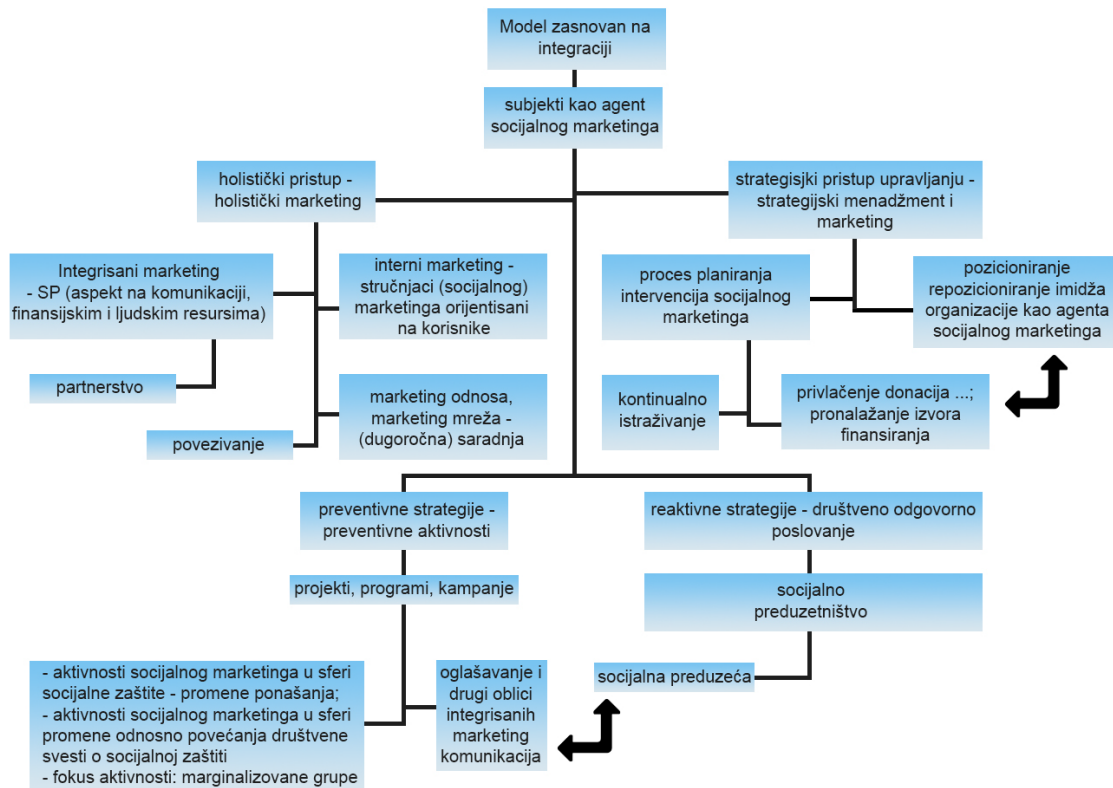 Model zasnovan na
integraciji
subjekti kao agent
socijalnog marketinga
holistički pristup -
holistički marketing
strategisjki pristup upravljanju -
strategijski menadžment i
marketing
Integrisani marketing
- SP (aspekt na komunikaciji,
finansijskim i ljudskim resursima)
interni marketing -
stručnjaci (socijalnog)
marketinga orijentisani
na korisnike
proces planiranja
intervencija socijalnog
marketinga
pozicioniranje
repozicioniranje imidža
organizacije kao agenta
socijalnog marketinga
partnerstvo
marketing odnosa,
marketing mreža -
(dugoročna) saradnja
povezivanje
kontinualno
istraživanje
privlačenje donacija ...;
pronalažanje izvora
finansiranja
preventivne strategije -
preventivne aktivnosti
reaktivne strategije - društveno odgovorno
poslovanje
projekti, programi, kampanje
socijalno
preduzetništvo
- aktivnosti socijalnog marketinga u sferi
socijalne zaštite - promene ponašanja;
- aktivnosti socijalnog marketinga u sferi
promene odnosno povećanja društvene
svesti o socijalnoj zaštiti
- fokus aktivnosti: marginalizovane grupe
oglašavanje i
drugi oblici
integrisanih
marketing
komunikacija
socijalna preduzeća